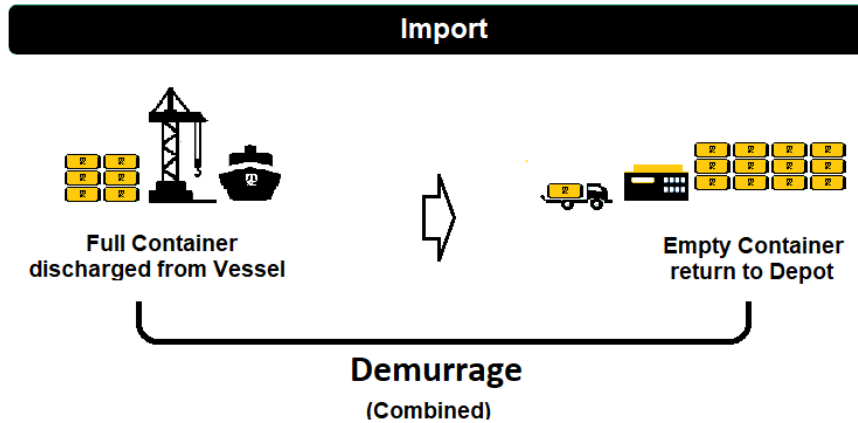 Import
Full Container
discharged from Vessel
Empty Container
return to Depot
Demurrage
(Combined)